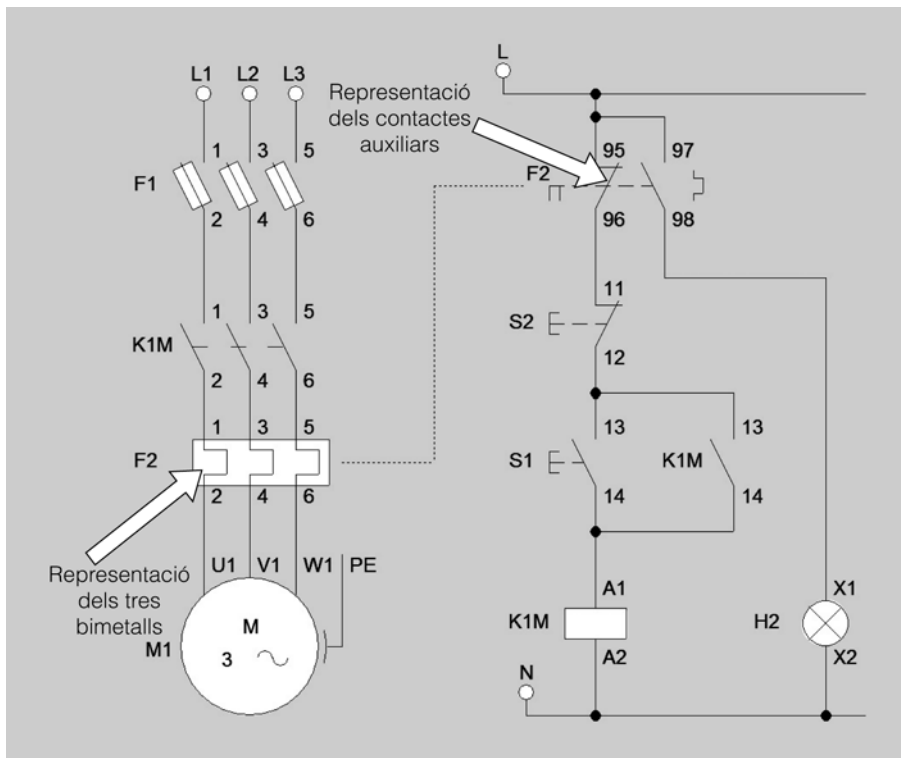 L
L1 L2 L3
Representació
dels contactes
auxiliars
1 3 5
95 97
F1
F2
2 4 6
96 98
1 3 5
11
K1M
S2
2 4 6
12
1 3 5
13 13
F2
S1 K1M
2 4 6
14 14
U1 V1 W1 PE
Representació
dels tres
bimetalls
A1 X1
M
K1M H2
M1
3
A2 X2
N